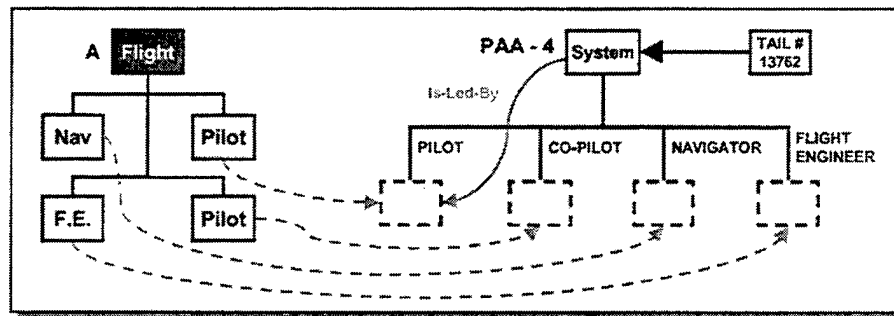 A
Flight
PAA - 4
System
TAIL #
13762
Is-Led-By
Nav
Pilot
PILOT
CO-PILOT
NAVIGATOR
FLIGHT
ENGINEER
F.E.
Pilot